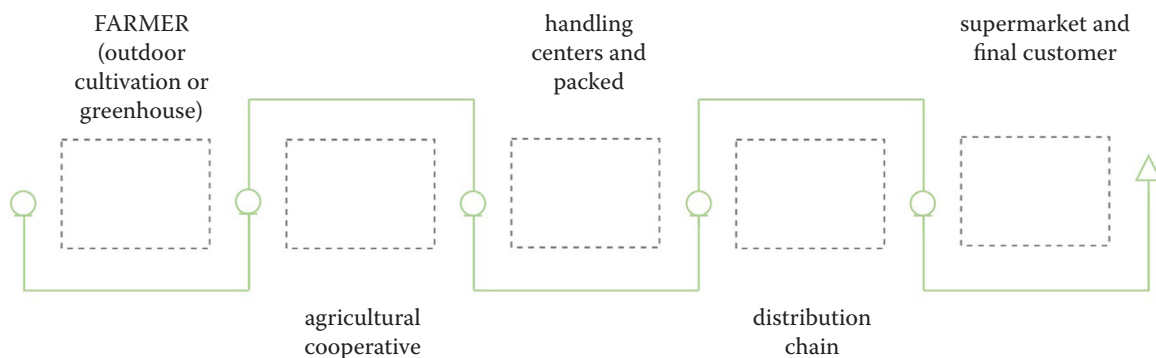 FARMER
(outdoor
cultivation or
greenhouse)
agricultural
cooperative
handling
centers and
packed
distribution
chain
supermarket and
final customer